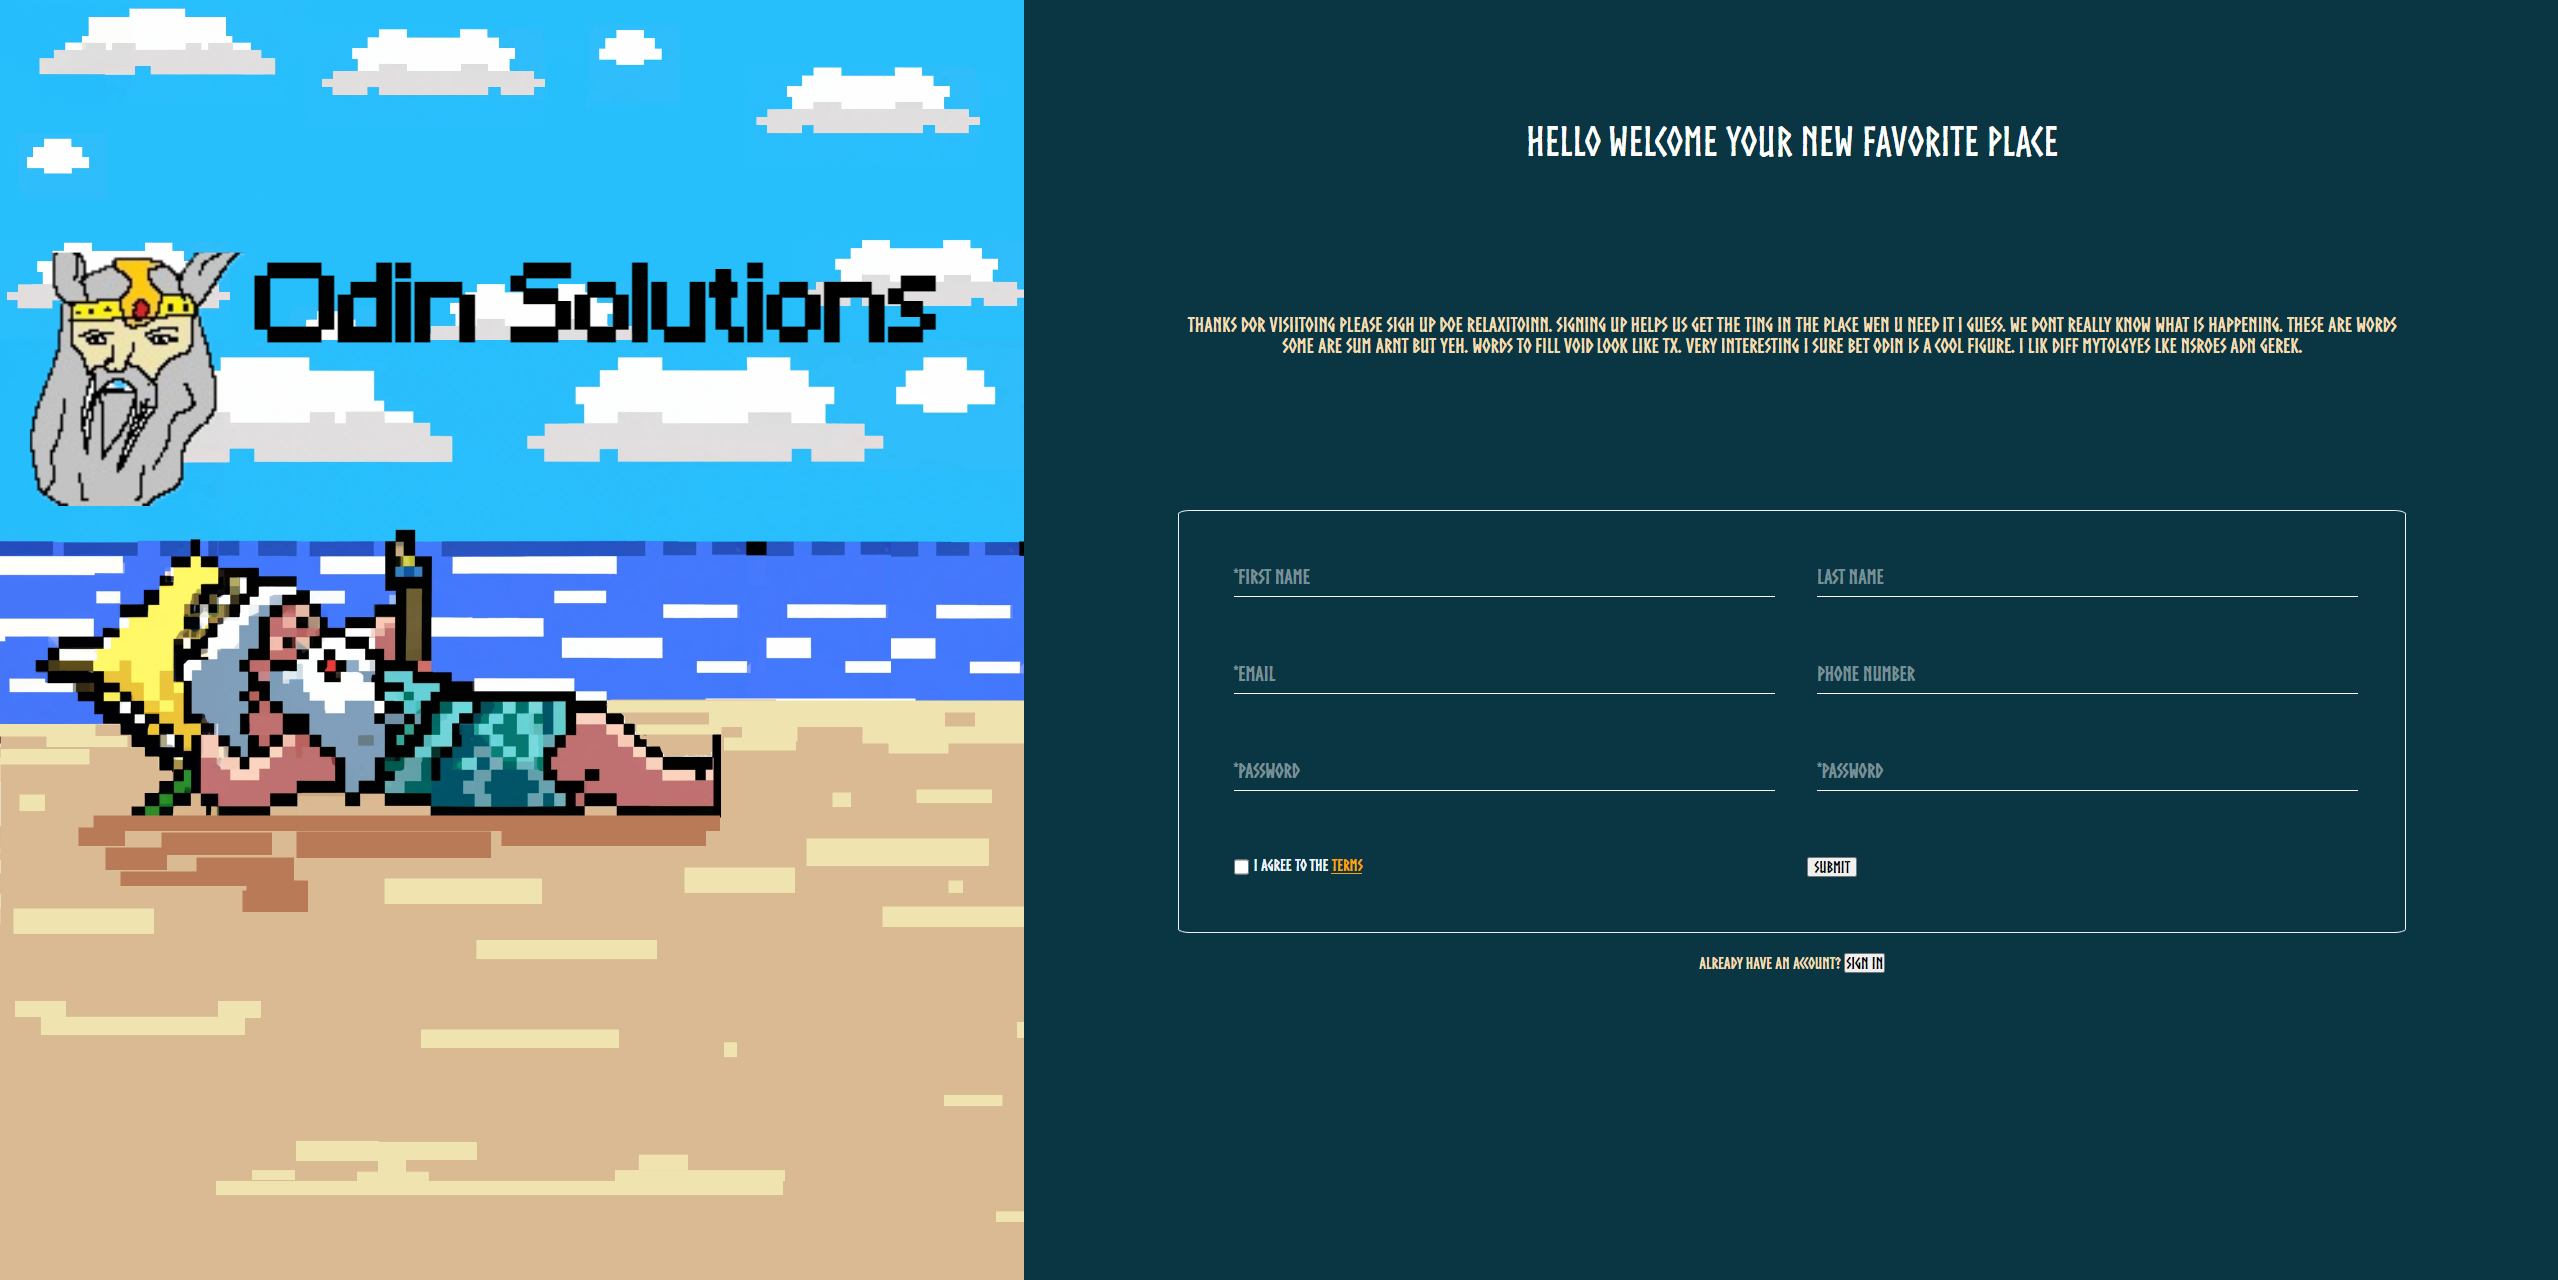 Odin Solutions
HELLO WELCOME YOUR NEW FAVORITE PLACE
THANKS DOR VISIITOING PLEASE SIGH UP DOE RELAXITOINN. SIGNING UP HELPS US GET THE TING IN THE PLACE WEN U NEED IT I GUESS. WE DONT REALLY KNOW WHAT IS HAPPENING. THESE ARE WORDS
SOME ARE SUM ARNT BUT YEH. WORDS TO FILL VOID LOOK LIKE TX. VERY INTERESTING I SURE BET ODIN IS A COOL FIGURE. I LIK DIFF MYTOLGYES LKE NSROES ADN GEREK.
*FIRST NAME
LAST NAME
*EMAIL
PHONE NUMBER
*PASSWORD
*PASSWORD
I AGREE TO THE TERMS
SUBMIT
ALREADY HAVE AN ACCOUNT? SIGN IN